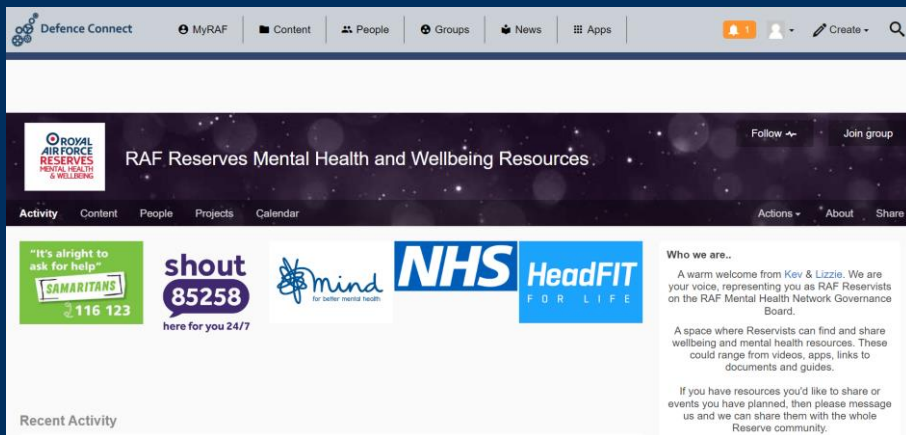 Defence Connect
MyRAF
Content
People
Groups
News
Apps
1
Create
ROYAL
AIR FORCE
RESERVES
MENTAL HEALTH
& WELLBEING
RAF Reserves Mental Health and Wellbeing Resources
Follow
Join group
Activity
Content
People
Projects
Calendar
Actions
About
Share
"It's alright to
ask for help"
SAMARITANS
116 123
shout
85258
here for you 24/7
mind
for better mental health
NHS
HeadFIT
FOR LIFE
Who we are..
A warm welcome from Kev & Lizzie. We are
your voice, representing you as RAF Reservists
on the RAF Mental Health Network Governance
Board.
A space where Reservists can find and share
wellbeing and mental health resources. These
could range from videos, apps, links to
documents and guides.
If you have resources you'd like to share or
events you have planned, then please message
us and we can share them with the whole
Reserve community.
Recent Activity